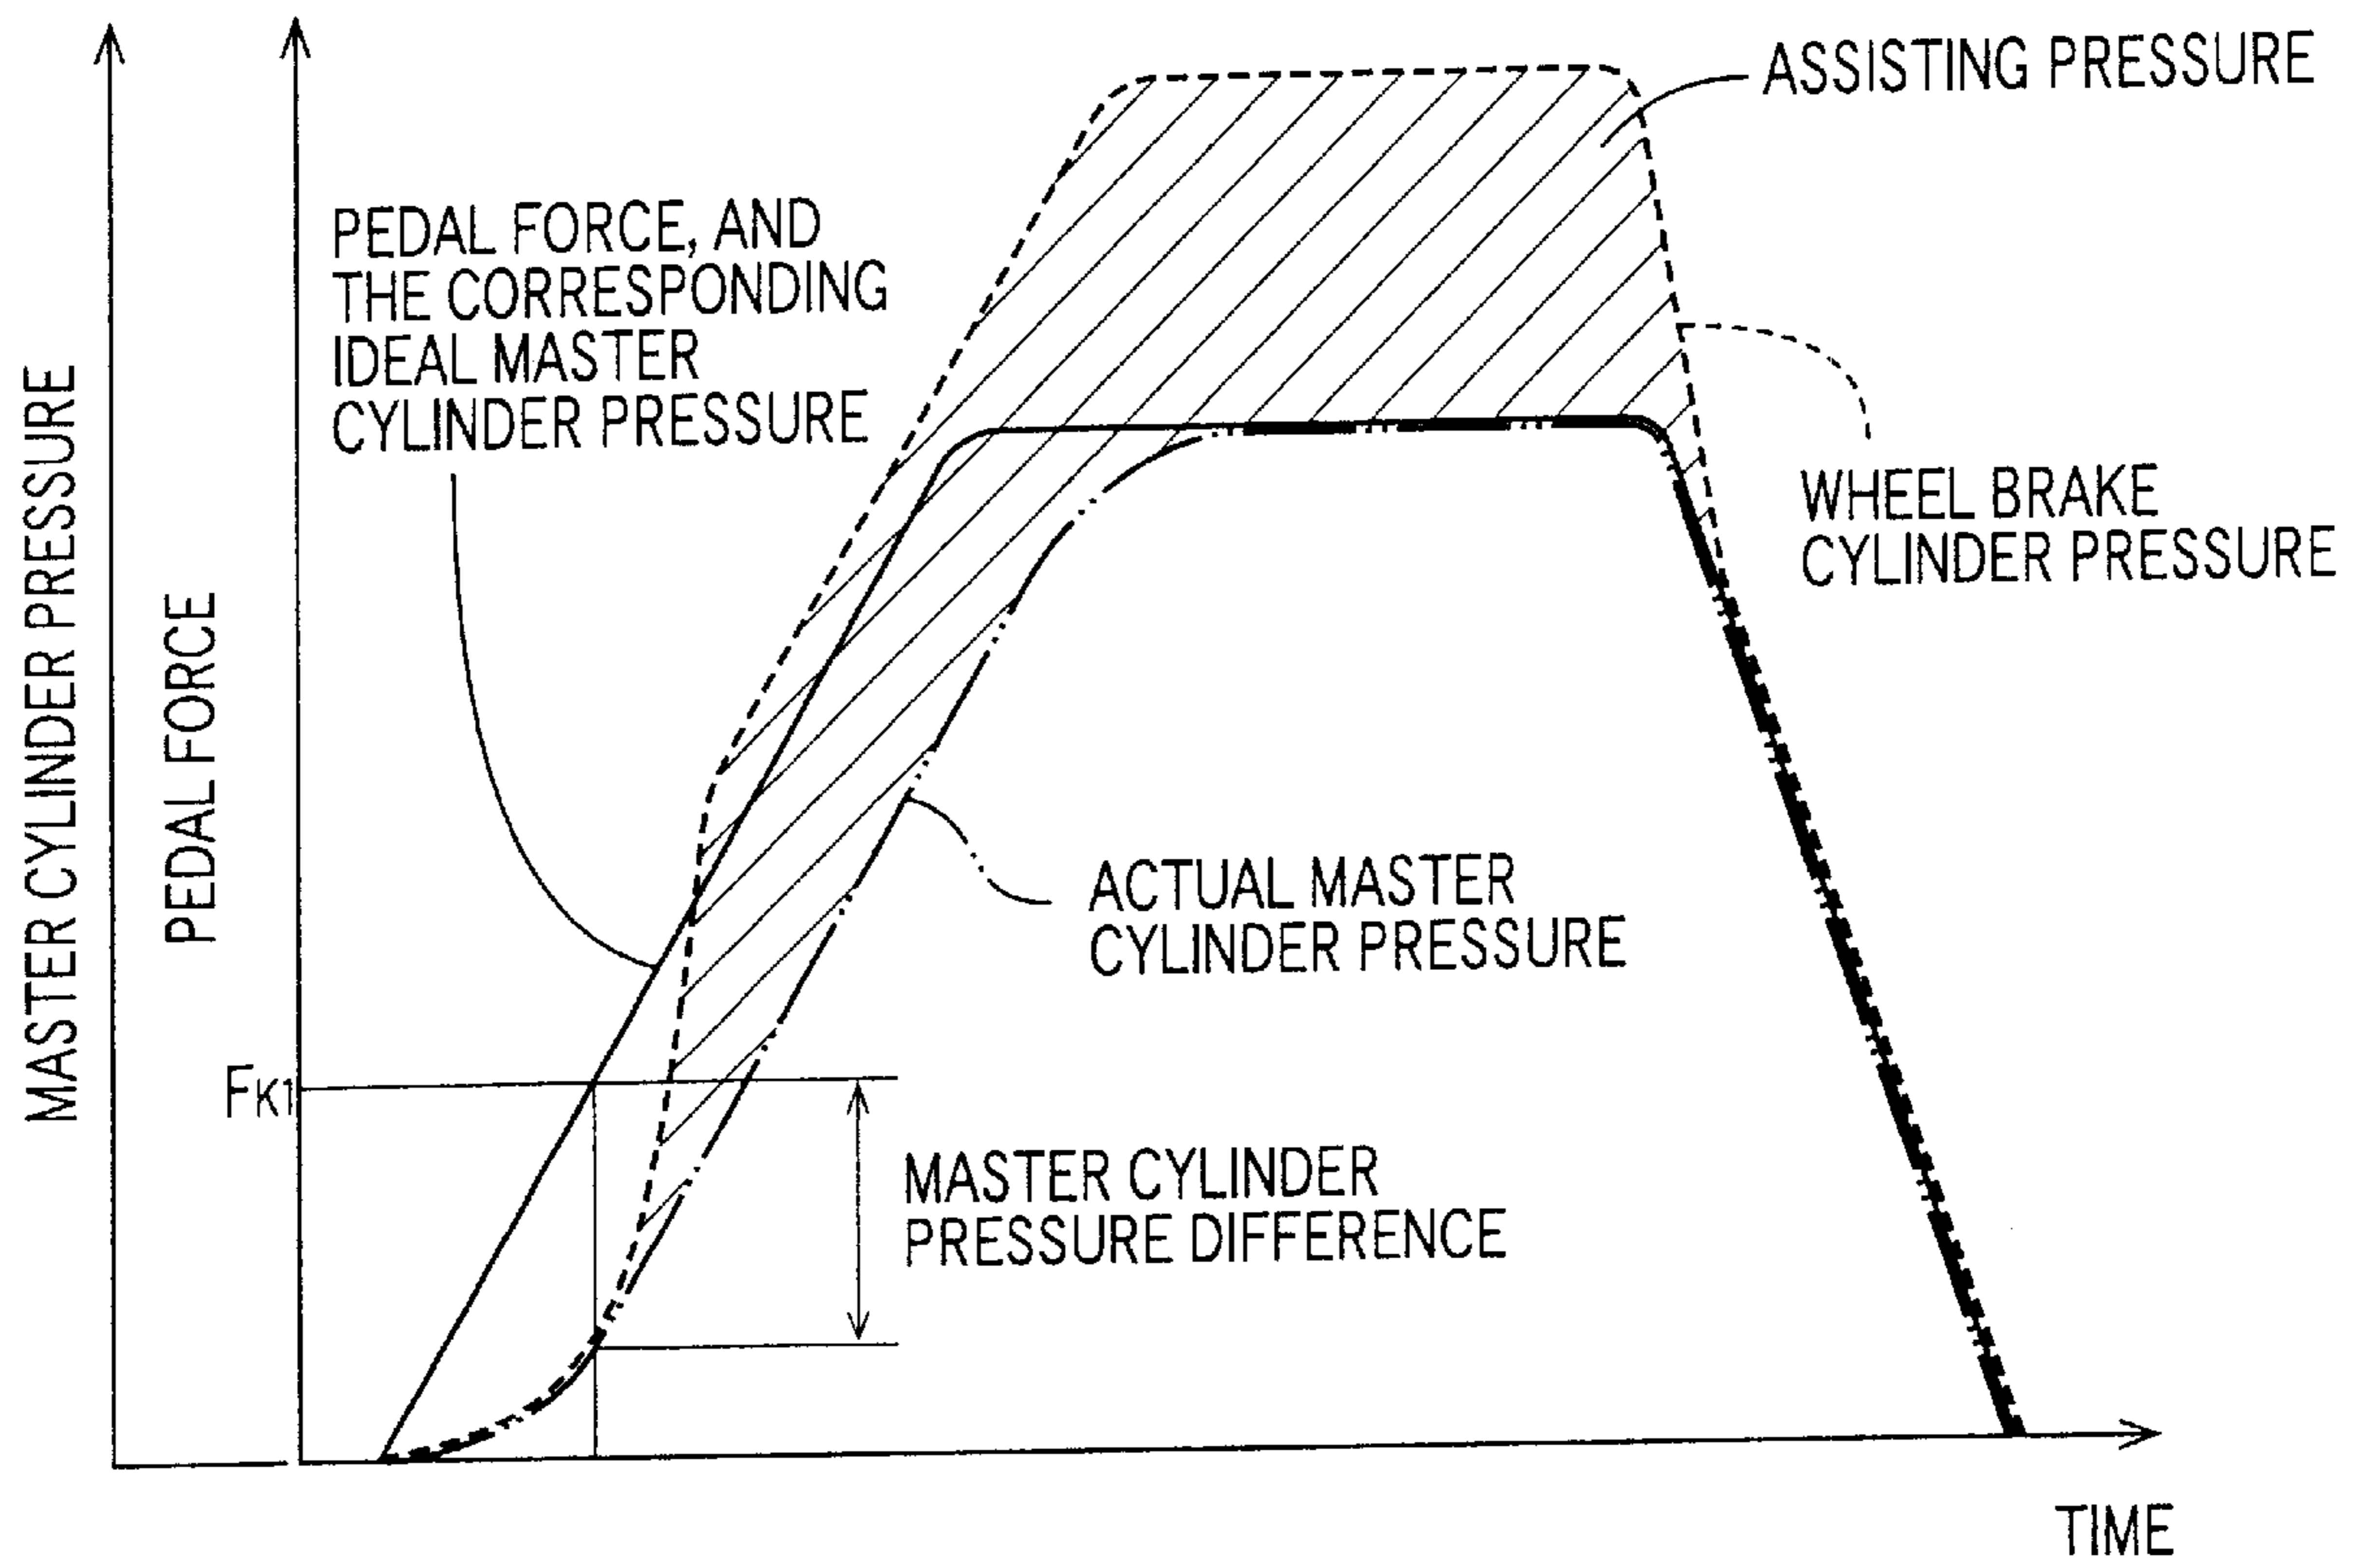 ASSISTING PRESSURE
PEDAL FORCE, AND
THE CORRESPONDING
IDEAL MASTER
CYLINDER PRESSURE
MASTER CYLINDER PRESSURE
PEDAL FORCE
WHEEL BRAKE
CYLINDER PRESSURE
ACTUAL MASTER
CYLINDER PRESSURE
FK1
MASTER CYLINDER
PRESSURE DIFFERENCE
TIME